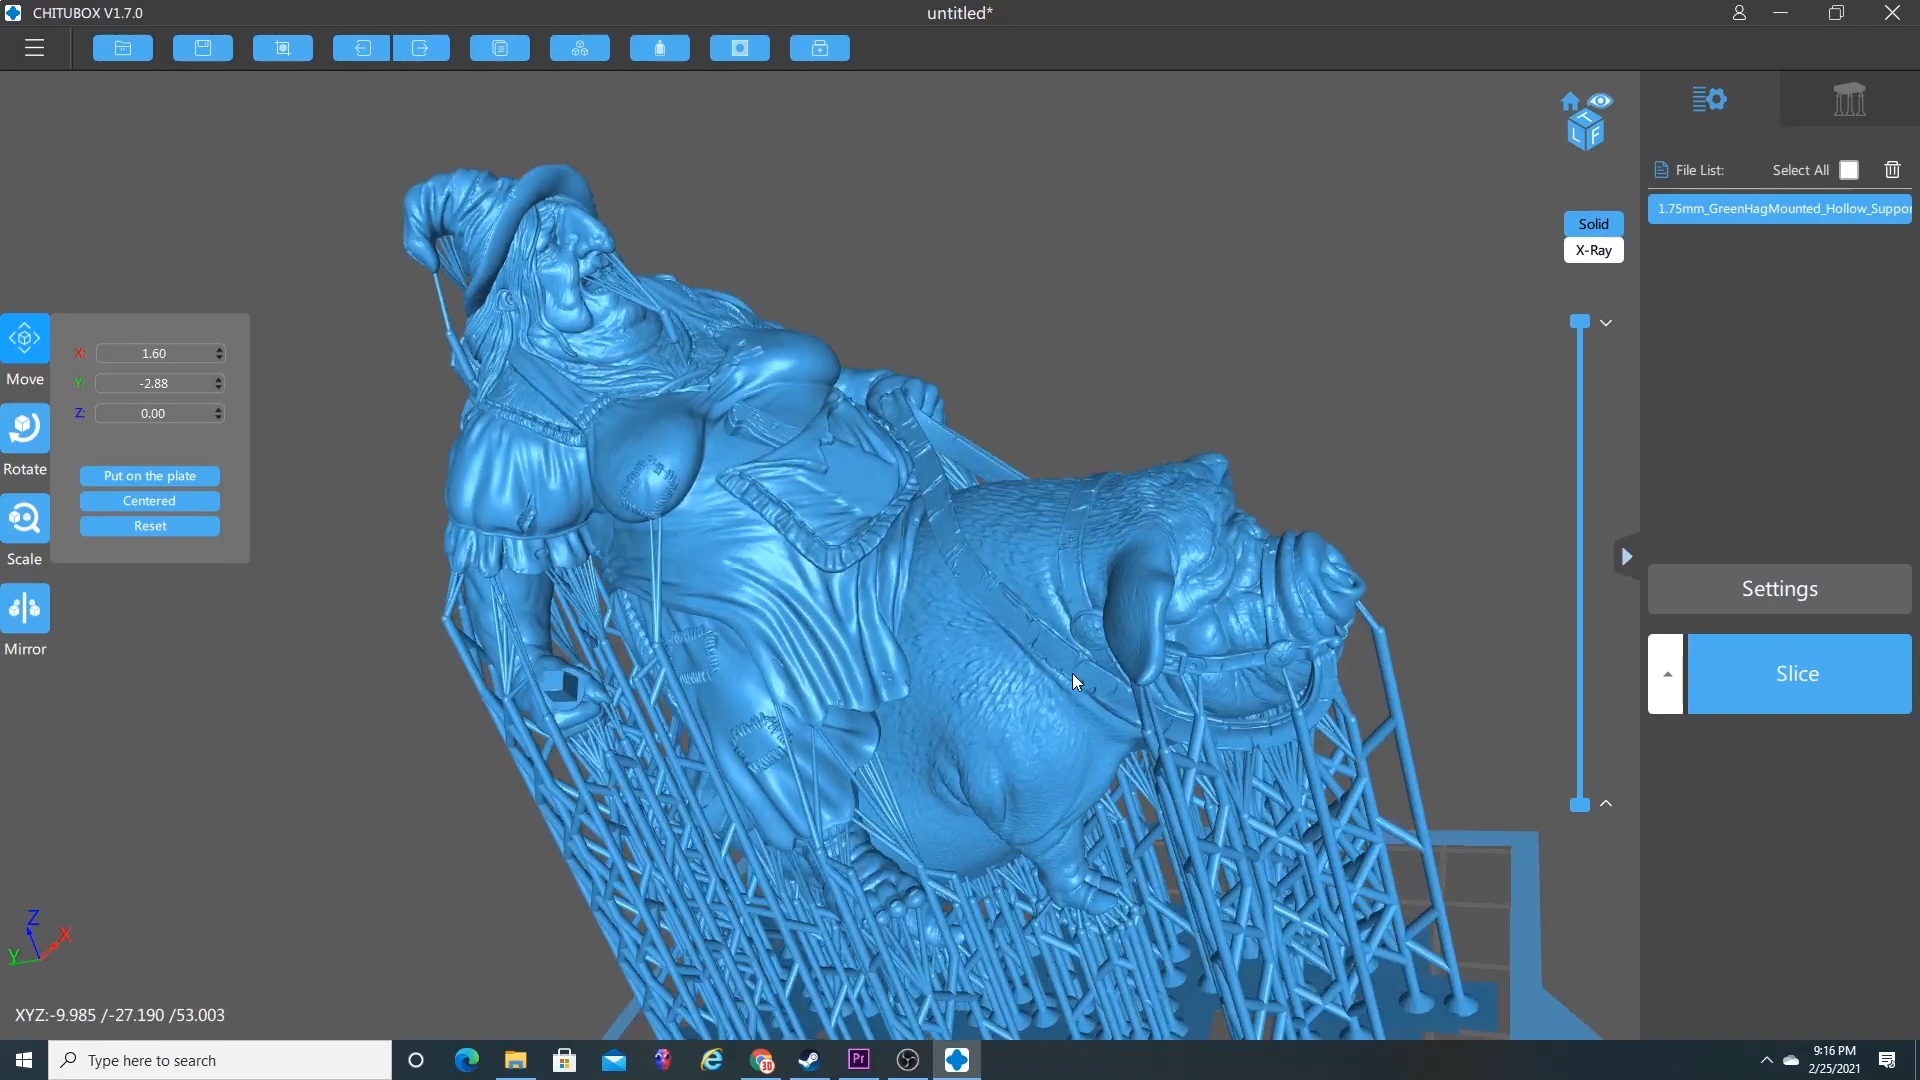 CHITUBOX V1.7.0
untitled*
File List:
Select All
1.75mm_GreenHagMounted_Hollow_Suppor
T
L F
Solid
X-Ray
Move
X: 1.60
Y: -2.88
Z: 0.00
Rotate
Put on the plate
Centered
Reset
Scale
Mirror
Settings
Slice
Z
X
Y
XYZ:-9.985 /-27.190 /53.003
Type here to search
3D
Pr
9:16 PM
2/25/2021